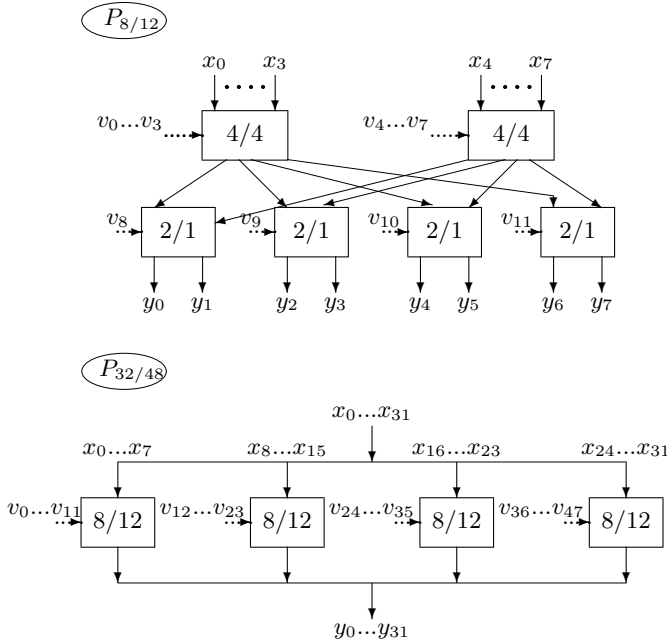 P8/12
x0 x3 x4 x7
v0...v3 4/4 v4...v7 4/4
v8 2/1 v9 2/1 v10 2/1 v11 2/1
y0 y1 y2 y3 y4 y5 y6 y7
P32/48
x0...x31
x0...x7 x8...x15 x16...x23 x24...x31
v0...v11 8/12 v12...v23 8/12 v24...v35 8/12 v36...v47 8/12
y0...y31